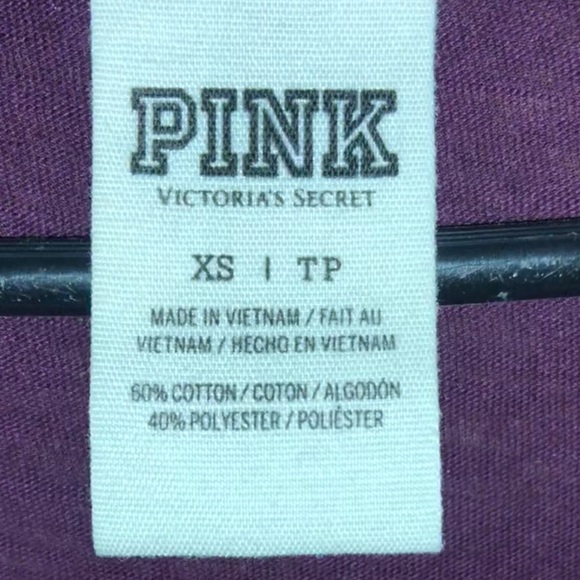 PINK
VICTORIA'S SECRET
XS | TP
MADE IN VIETNAM / FAIT AU
VIETNAM / HECHO EN VIETNAM
60% COTTON / COTON / ALGODÓN
40% POLYESTER / POLIÉSTER